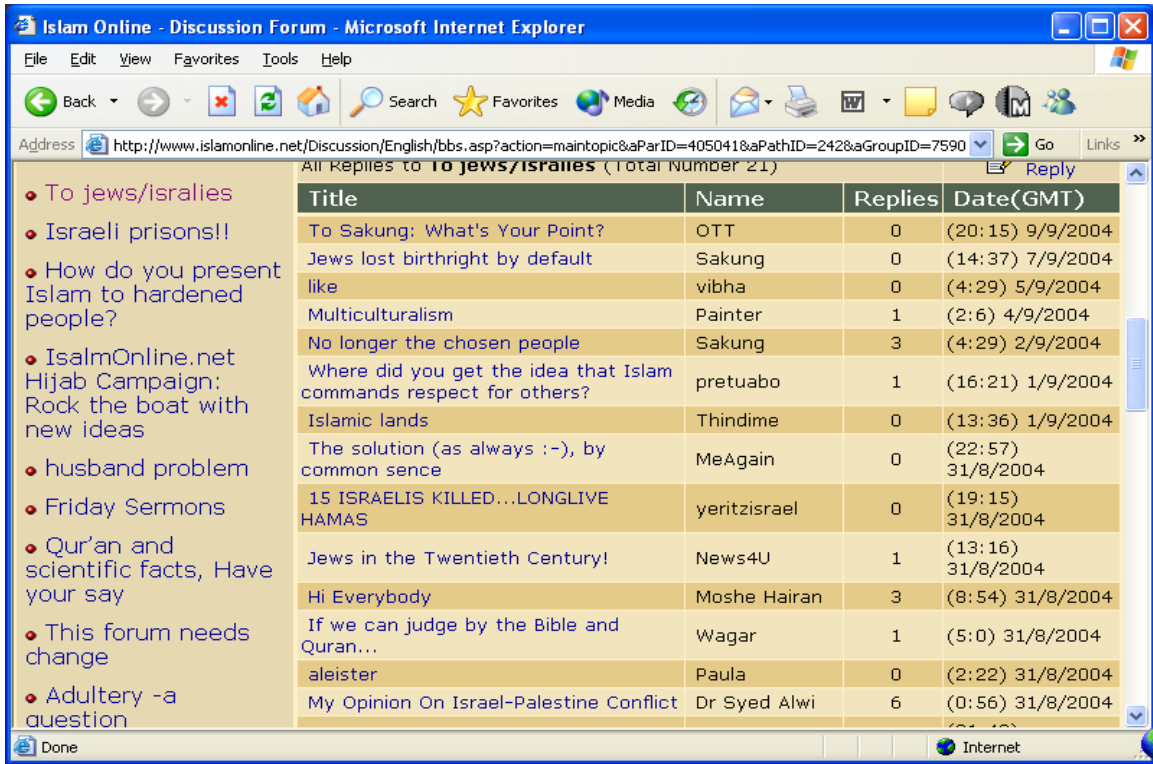 Islam Online - Discussion Forum - Microsoft Internet Explorer
File Edit View Favorites Tools Help
Back Search Favorites Media
Address http://www.islamonline.net/Discussion/English/bbs.asp?action=maintopic&aParID=405041&aPathID=242&aGroupID=7590 Go Links »
• To jews/isralies
• Israeli prisons!!
• How do you present
Islam to hardened
people?
• IsalmOnline.net
Hijab Campaign:
Rock the boat with
new ideas
• husband problem
• Friday Sermons
• Qur'an and
scientific facts, Have
your say
• This forum needs
change
• Adultery -a
question
All Replies to To jews/isralies (Total Number 21) Reply
Title Name Replies Date(GMT)
To Sakung: What's Your Point? OTT 0 (20:15) 9/9/2004
Jews lost birthright by default Sakung 0 (14:37) 7/9/2004
like vibha 0 (4:29) 5/9/2004
Multiculturalism Painter 1 (2:6) 4/9/2004
No longer the chosen people Sakung 3 (4:29) 2/9/2004
Where did you get the idea that Islam
commands respect for others? pretuabo 1 (16:21) 1/9/2004
Islamic lands Thindime 0 (13:36) 1/9/2004
The solution (as always :-), by
common sence MeAgain 0 (22:57)
31/8/2004
15 ISRAELIS KILLED...LONGLIVE
HAMAS yeritzisrael 0 (19:15)
31/8/2004
Jews in the Twentieth Century! News4U 1 (13:16)
31/8/2004
Hi Everybody Moshe Hairan 3 (8:54) 31/8/2004
If we can judge by the Bible and
Quran... Wagar 1 (5:0) 31/8/2004
aleister Paula 0 (2:22) 31/8/2004
My Opinion On Israel-Palestine Conflict Dr Syed Alwi 6 (0:56) 31/8/2004
Done Internet